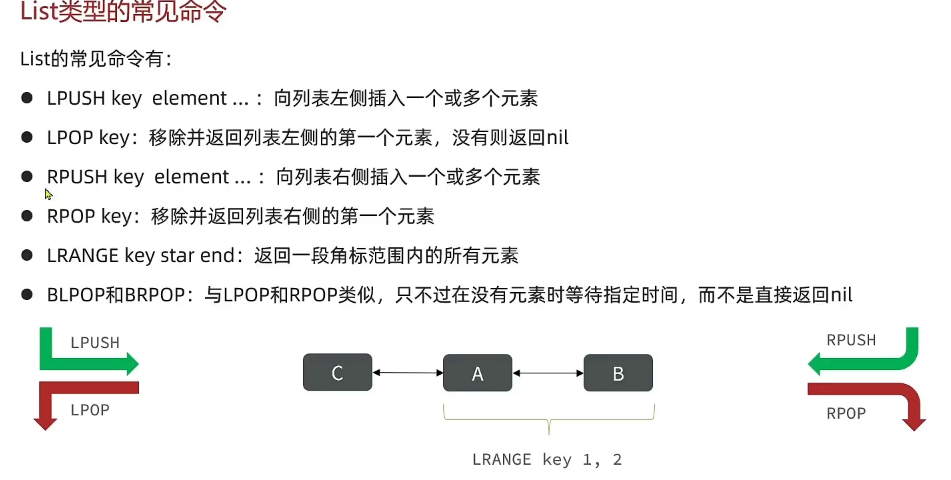 List类型的常见命令
List的常见命令有：
● LPUSH key element ... ：向列表左侧插入一个或多个元素
● LPOP key：移除并返回列表左侧的第一个元素，没有则返回nil
● RPUSH key element ... ：向列表右侧插入一个或多个元素
● RPOP key：移除并返回列表右侧的第一个元素
● LRANGE key star end：返回一段角标范围内的所有元素
● BLPOP和BRPOP：与LPOP和RPOP类似，只不过在没有元素时等待指定时间，而不是直接返回nil
LPUSH
RPUSH
C A B
LPOP
RPOP
LRANGE key 1, 2